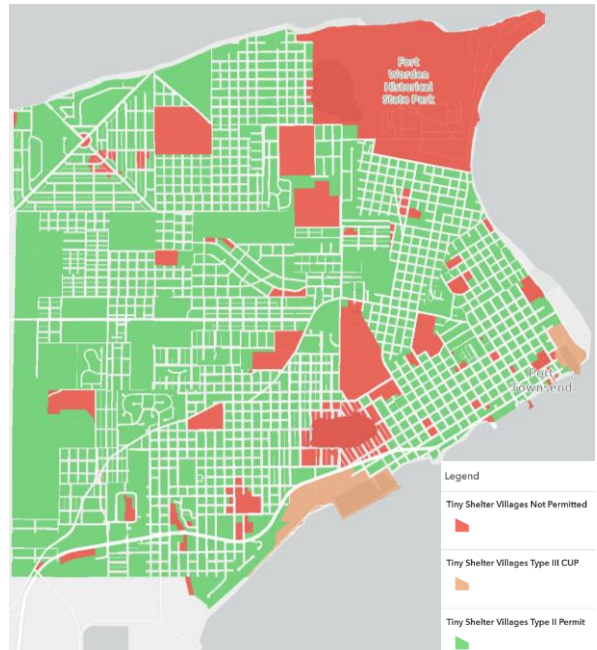 Fort
Worden
Historical
State Park
Port
Townsend
Legend
Tiny Shelter Villages Not Permitted
Tiny Shelter Villages Type III CUP
Tiny Shelter Villages Type II Permit